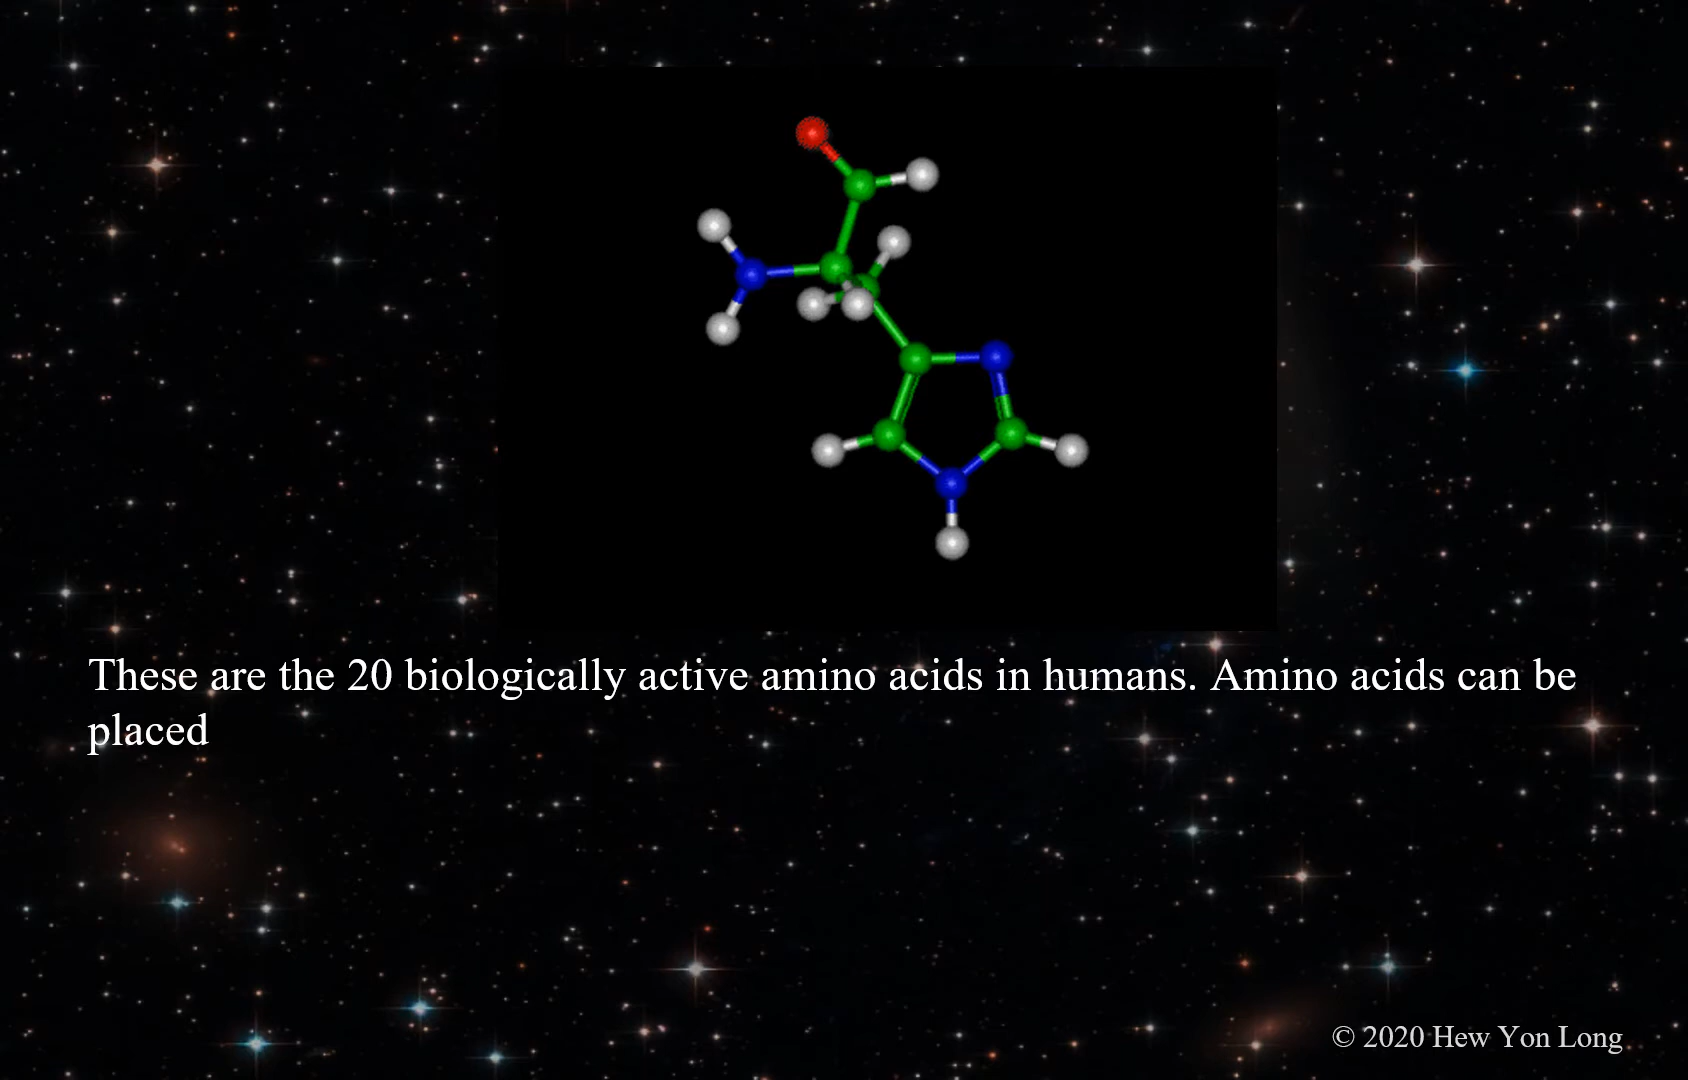 These are the 20 biologically active amino acids in humans. Amino acids can be
placed
© 2020 Hew Yon Long